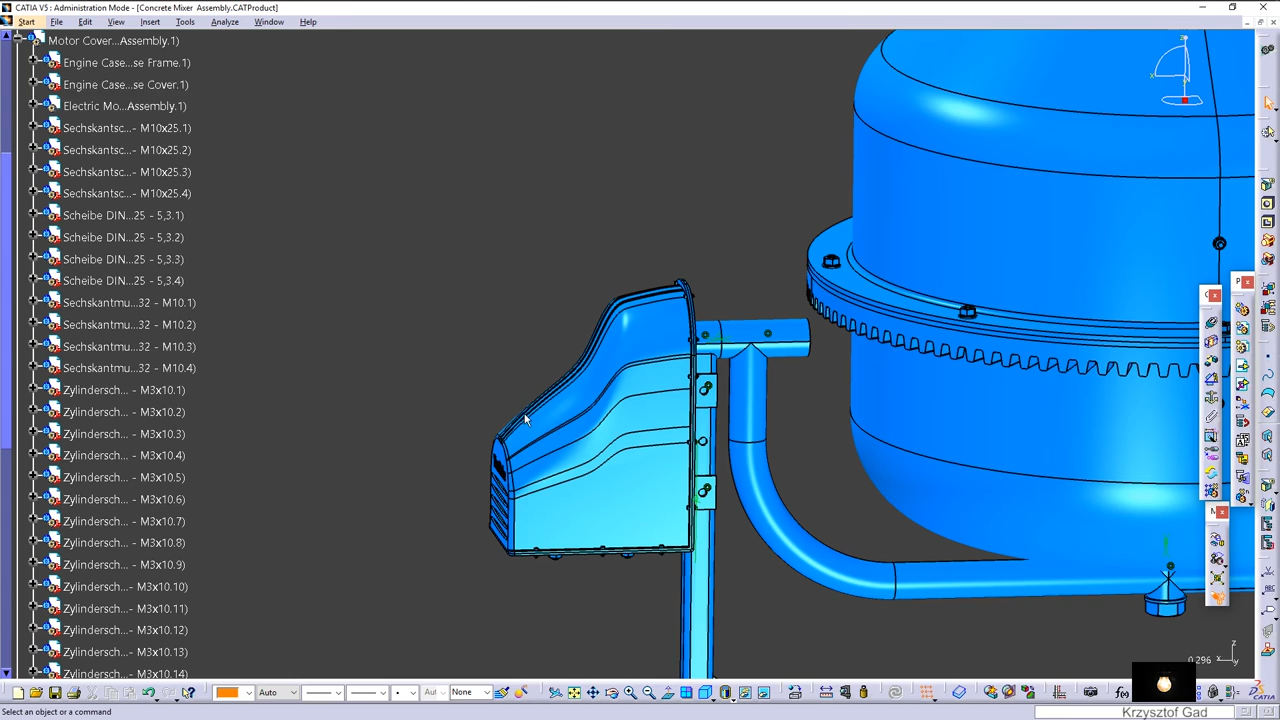 CATIA V5 : Administration Mode - [Concrete Mixer Assembly.CATProduct]
Start File Edit View Insert Tools Analyze Window Help
Motor Cover...Assembly.1)
Engine Case...se Frame.1)
Engine Case...se Cover.1)
Electric Mo...Assembly.1)
Sechskantsc...- M10x25.1)
Sechskantsc...- M10x25.2)
Sechskantsc...- M10x25.3)
Sechskantsc...- M10x25.4)
Scheibe DIN...25 - 5,3.1)
Scheibe DIN...25 - 5,3.2)
Scheibe DIN...25 - 5,3.3)
Scheibe DIN...25 - 5,3.4)
Sechskantmu...32 - M10.1)
Sechskantmu...32 - M10.2)
Sechskantmu...32 - M10.3)
Sechskantmu...32 - M10.4)
Zylindersch... - M3x10.1)
Zylindersch... - M3x10.2)
Zylindersch... - M3x10.3)
Zylindersch... - M3x10.4)
Zylindersch... - M3x10.5)
Zylindersch... - M3x10.6)
Zylindersch... - M3x10.7)
Zylindersch... - M3x10.8)
Zylindersch... - M3x10.9)
Zylindersch...- M3x10.10)
Zylindersch...- M3x10.11)
Zylindersch...- M3x10.12)
Zylindersch...- M3x10.13)
Zylindersch...- M3x10.14)
0.296
Auto Aut None
Select an object or a command
Krzysztof Gad
CATIA